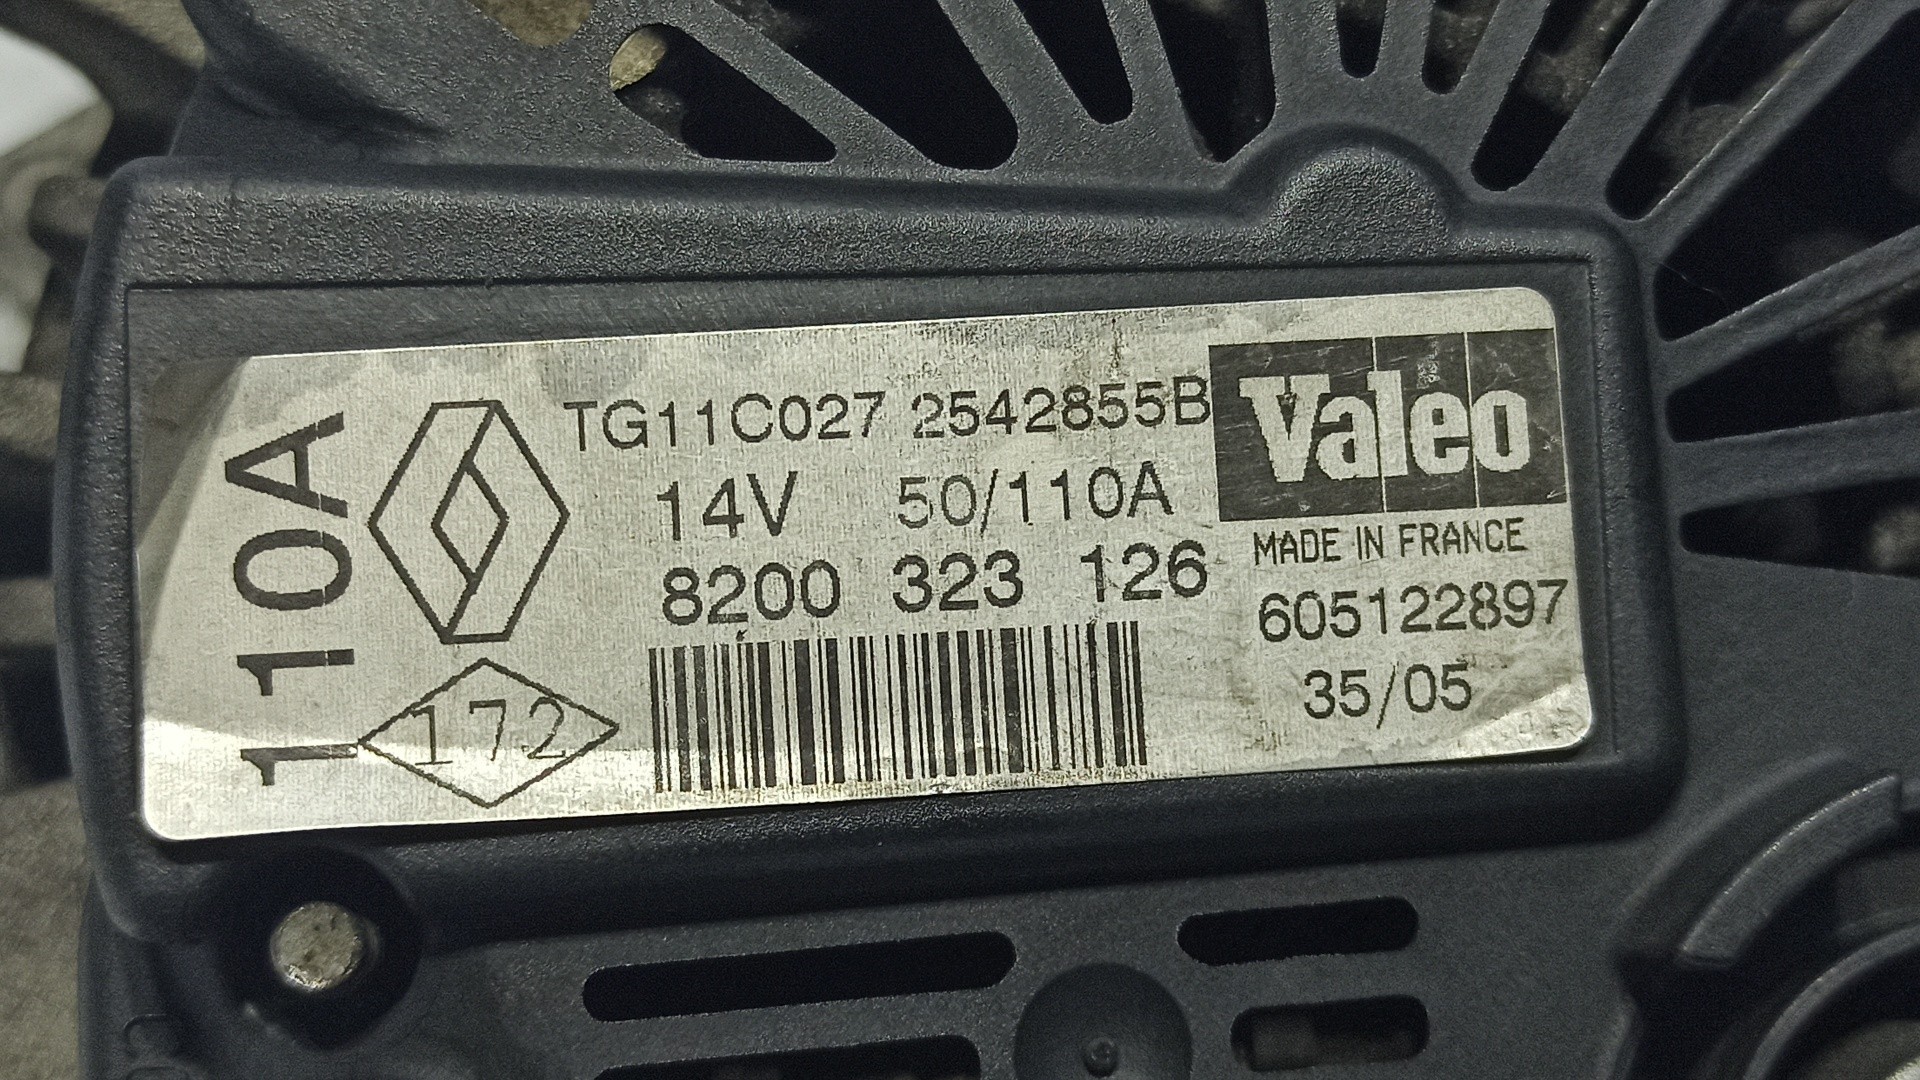 110A
TG11C027 2542855B
14V 50/110A
8200 323 126
172
Valeo
MADE IN FRANCE
605122897
35/05